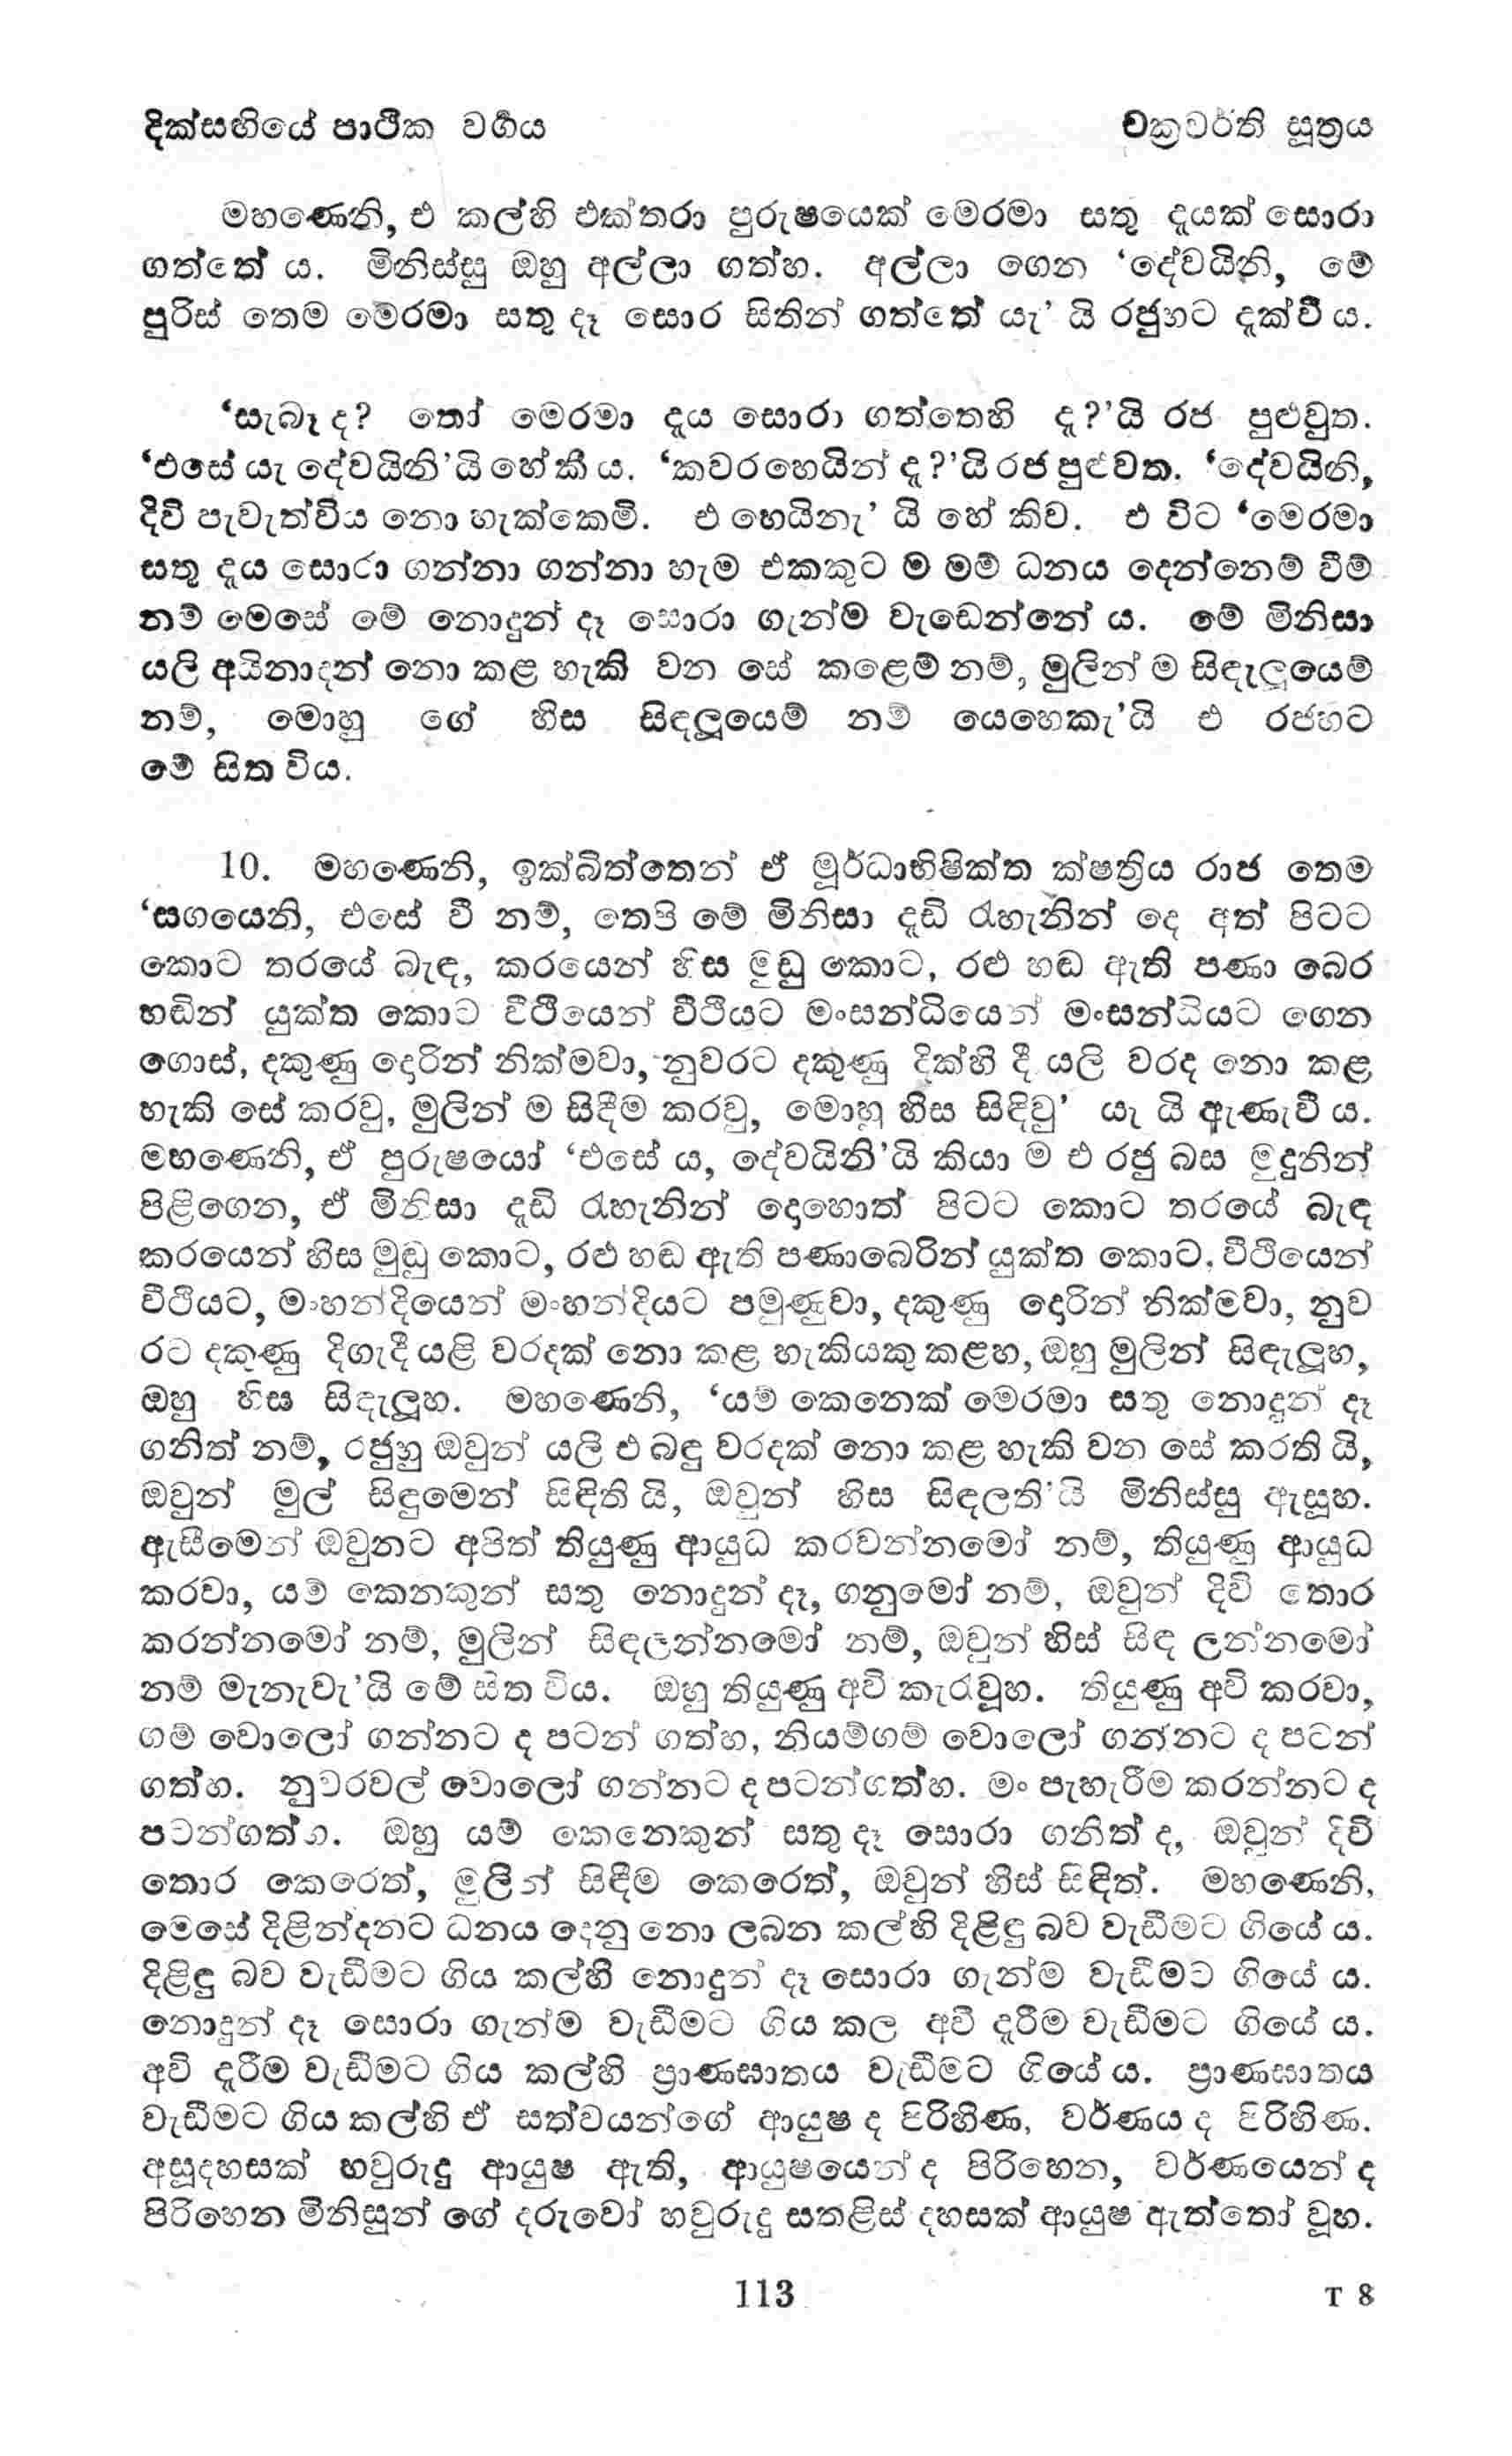 දික්සඟියේ පාථික වර්‍ගය
චක්‍රවර්ති සූත්‍රය
මහණෙනි, එ කල්හි එක්තරා පුරුෂයෙක් මෙරමා සතු දෑයක් සොරා
ගත්තේ ය. මිනිස්සු ඔහු අල්ලා ගත්හ. අල්ලා ගෙන ‘දේවයිනි, මේ
පුරිස් තෙම මෙරමා සතු දෑ සොර සිතින් ගත්තේ යැ’ යි රජුහට දැක්වී ය.
‘සැබෑ ද? තෝ මෙරමා දෑය සොරා ගත්තෙහි ද?’යි රජ පුළුවුත.
‘එසේ යැ දේවයිනි’යි හේ කී ය. ‘කවරහෙයින් ද?’යි රජ පුළුවත. ‘දේවයිනි,
දිවි පැවැත්විය නො හැක්කෙමි. එ හෙයිනැ’ යි හේ කිව. එ විට ‘මෙරමා
සතු දෑය සොරා ගන්නා ගන්නා හැම එකකුට ම මම් ධනය දෙන්නෙම් වීම්
නම් මෙසේ මේ නොදුන් දෑ සොරා ගැන්ම වැඩෙන්නේ ය. මේ මිනිසා
යලි අයිනාදන් නො කළ හැකි වන සේ කළෙම් නම්, මුලින් ම සිඳෑලූයෙම්
නම්, මොහු ගේ හිස සිඳලූයෙම් නම් යෙහෙකැ’යි එ රජහට
මේ සිත විය.
10. මහණෙනි, ඉක්බිත්තෙන් ඒ මූර්ධාභිෂික්ත ක්ෂත්‍රිය රාජ තෙම
‘සගයෙනි, එසේ වී නම්, තෙපි මේ මිනිසා දැඩි රැහැනින් දෙ අත් පිටට
කොට තරයේ බැඳ, කරයෙන් හිස මුඩු කොට, රළු හඬ ඇති පණා බෙර
හඬින් යුක්ත කොට වීථියෙන් වීථියට මංසන්ධියෙන් මංසන්ධියට ගෙන
ගොස්, දකුණු දොරින් නික්මවා, නුවරට දකුණු දික්හි දී යලි වරද නො කළ
හැකි සේ කරවු, මුලින් ම සිඳීම කරවු, මොහු හිස සිඳිවු’ යැ යි ඇණැවී ය.
මහණෙනි, ඒ පුරුෂයෝ ‘එසේ ය, දේවයිනි’යි කියා ම එ රජු බස මුදුනින්
පිළිගෙන, ඒ මිනිසා දැඩි රැහැනින් දොහොත් පිටට කොට තරයේ බැඳ
කරයෙන් හිස මුඩු කොට, රළු හඬ ඇති පණාබෙරින් යුක්ත කොට, වීථියෙන්
වීථියට, මංහන්දියෙන් මංහන්දියට පමුණුවා, දකුණු දොරින් නික්මවා, නුව
රට දකුණු දිගැදී යළි වරදක් නො කළ හැකියකු කළහ, ඔහු මුලින් සිඳැලූහ,
ඔහු හිස සිඳැලූහ. මහණෙනි, ‘යම් කෙනෙක් මෙරමා සතු නොදුන් දෑ
ගනිත් නම්, රජුහු ඔවුන් යලි එ බඳු වරදක් නො කළ හැකි වන සේ කරති යි,
ඔවුන් මුල් සිඳුමෙන් සිඳිති යි, ඔවුන් හිස සිඳලති’යි මිනිස්සු ඇසූහ.
ඇසීමෙන් ඔවුනට අපිත් තියුණු ආයුධ කරවන්නමෝ නම්, තියුණු ආයුධ
කරවා, යම් කෙනකුන් සතු නොදුන් දෑ, ගනුමෝ නම්, ඔවුන් දිවි තොර
කරන්නමෝ නම්, මුලින් සිඳලන්නමෝ නම්, ඔවුන් හිස් සිඳ ලන්නමෝ
නම් මැනැවැ’යි මේ සිත විය. ඔහු තියුණු අවි කැරැවූහ. තියුණු අවි කරවා,
ගම් වොලෝ ගන්නට ද පටන් ගත්හ, නියම්ගම් වොලෝ ගන්නට ද පටන්
ගත්හ. නුවරවල් වොලෝ ගන්නට ද පටන්ගත්හ. මං පැහැරීම් කරන්නට ද
පටන්ගත්හ. ඔහු යම් කෙනෙකුන් සතු දෑ සොරා ගනිත් ද, ඔවුන් දිවි
තොර කෙරෙත්, මුලින් සිඳීම කෙරෙත්, ඔවුන් හිස් සිඳිත්. මහණෙනි,
මෙසේ දිළින්දනට ධනය දෙනු නො ලබන කල්හි දිළිඳු බව වැඩීමට ගියේ ය.
දිළිඳු බව වැඩීමට ගිය කල්හි නොදුන් දෑ සොරා ගැන්ම වැඩීමට ගියේ ය.
නොදුන් දෑ සොරා ගැන්ම වැඩීමට ගිය කල අවි දැරීම වැඩීමට ගියේ ය.
අවි දැරීම වැඩීමට ගිය කල්හි ප්‍රාණඝාතය වැඩීමට ගියේ ය. ප්‍රාණඝාතය
වැඩීමට ගිය කල්හි ඒ සත්වයන්ගේ ආයුෂ ද පිරිහිණ, වර්ණය ද පිරිහිණ.
අසූදහසක් හවුරුදු ආයුෂ ඇති, ආයුෂයෙන් ද පිරිහෙන, වර්ණයෙන් ද
පිරිහෙන මිනිසුන් ගේ දරුවෝ හවුරුදු සතළිස් දහසක් ආයුෂ ඇත්තෝ වූහ.
113
T 8